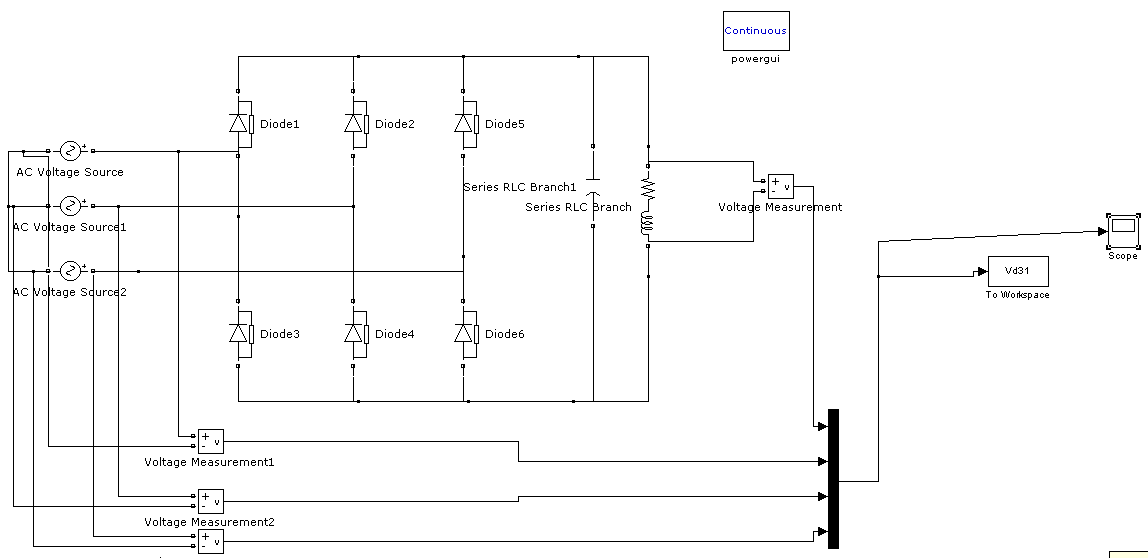 Continuous
powergui
Diode1
Diode2
Diode5
AC Voltage Source
Series RLC Branch1
+
v
-
Series RLC Branch
Voltage Measurement
AC Voltage Source1
Scope
Vd31
To Workspace
AC Voltage Source2
Diode3
Diode4
Diode6
+
v
-
Voltage Measurement1
+
v
-
Voltage Measurement2
+
v
-